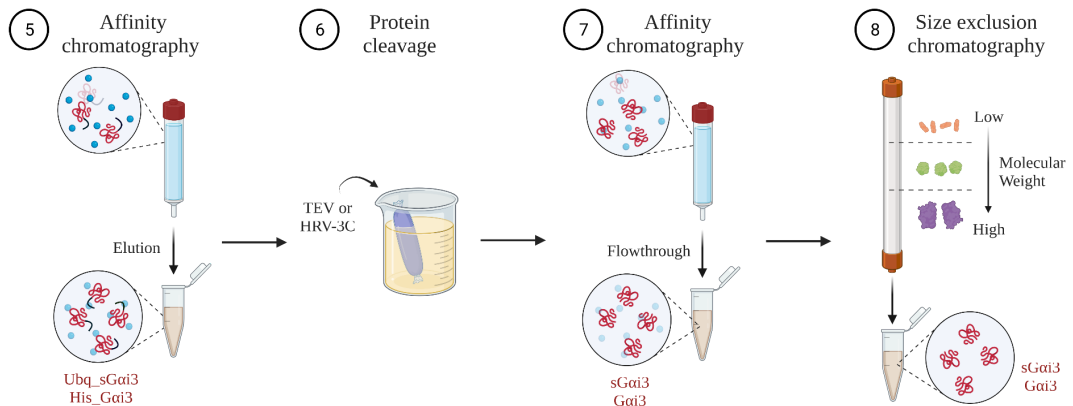 5
Affinity
chromatography
6
Protein
cleavage
7
Affinity
chromatography
8
Size exclusion
chromatography
Low
Molecular
Weight
High
TEV or
HRV-3C
Elution
Flowthrough
Ubq_sGαi3
His_Gαi3
sGαi3
Gαi3
sGαi3
Gαi3